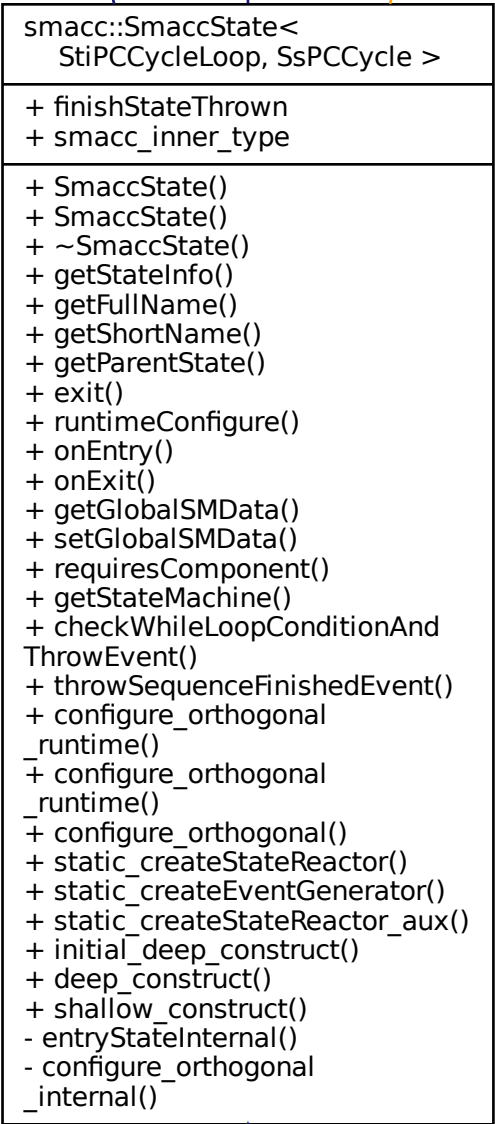 smacc::SmaccState<
StiPCCycleLoop, SsPCCycle >
+ finishStateThrown
+ smacc_inner_type
+ SmaccState()
+ SmaccState()
+ ~SmaccState()
+ getStateInfo()
+ getFullName()
+ getShortName()
+ getParentState()
+ exit()
+ runtimeConfigure()
+ onEntry()
+ onExit()
+ getGlobalSMData()
+ setGlobalSMData()
+ requiresComponent()
+ getStateMachine()
+ checkWhileLoopConditionAnd
ThrowEvent()
+ throwSequenceFinishedEvent()
+ configure_orthogonal
_runtime()
+ configure_orthogonal
_runtime()
+ configure_orthogonal()
+ static_createStateReactor()
+ static_createEventGenerator()
+ static_createStateReactor_aux()
+ initial_deep_construct()
+ deep_construct()
+ shallow_construct()
- entryStateInternal()
- configure_orthogonal
_internal()